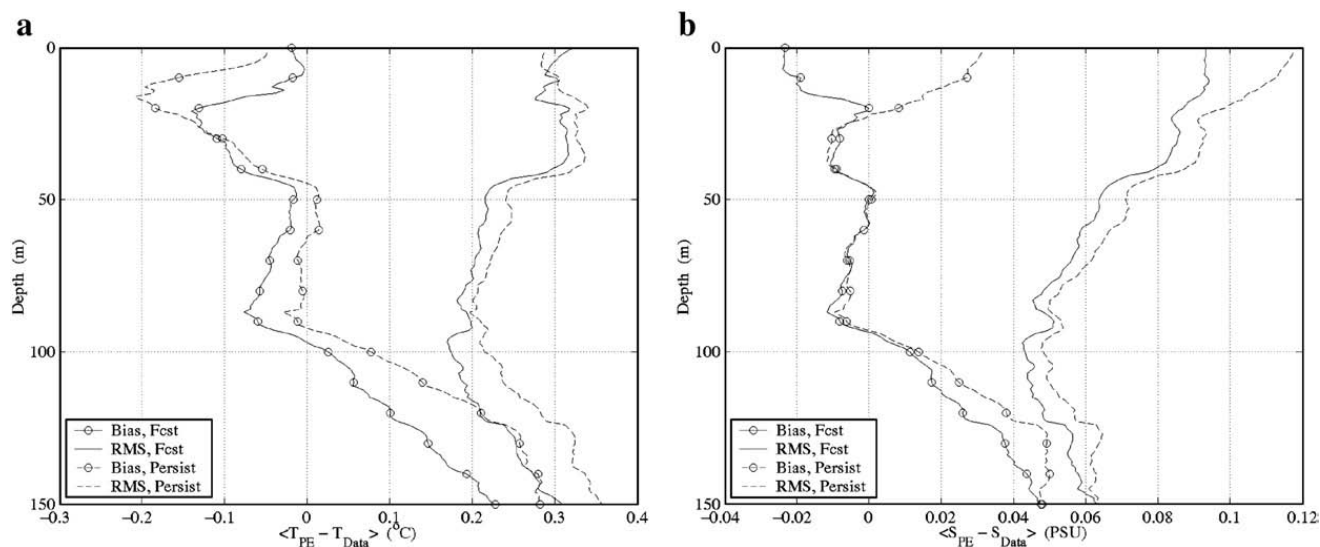 a
0
50
100
150
Depth (m)
Bias, Fcst
RMS, Fcst
Bias, Persist
RMS, Persist
−0.3 −0.2 −0.1 0 0.1 0.2 0.3 0.4
<T_PE − T_Data> (°C)
b
0
50
100
150
Depth (m)
Bias, Fcst
RMS, Fcst
Bias, Persist
RMS, Persist
−0.04 −0.02 0 0.02 0.04 0.06 0.08 0.1 0.12
<S_PE − S_Data> (PSU)